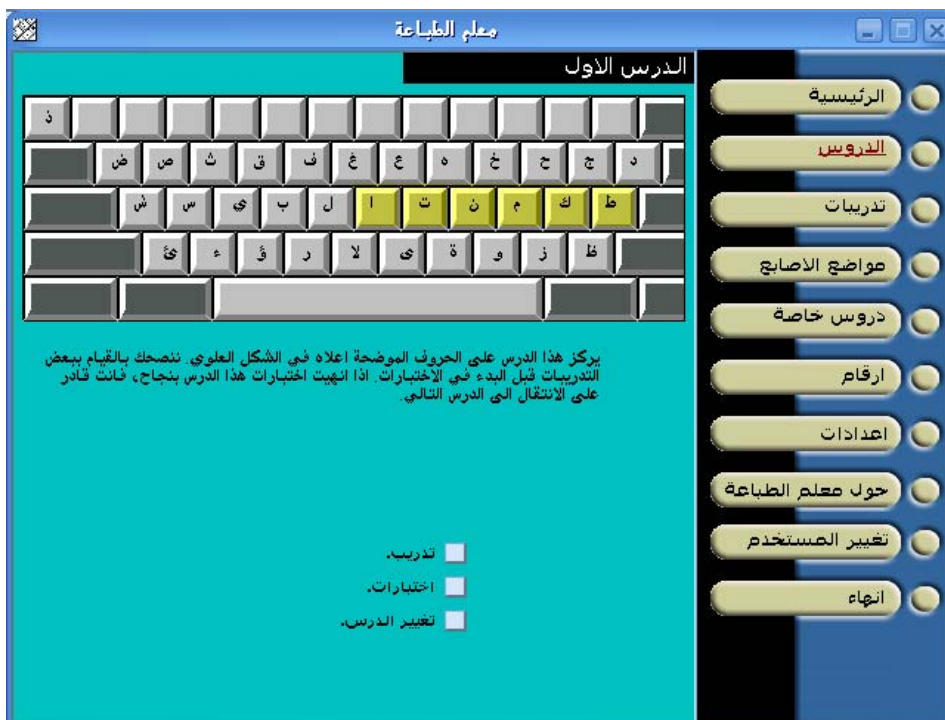 معلم الطباعة
الدرس الاول
ذ
ض ص ث ق ف غ ع ه خ ح ج د
ش س ي ب ل ا ت ن م ك ط
ئ ء ؤ ر لا ى ة و ز ظ
يركز هذا الدرس على الحروف الموضحة اعلاه في الشكل العلوي. ننصحك بالقيام ببعض
التدريبات قبل البدء في الاختبارات. اذا انهيت اختبارات هذا الدرس بنجاح، فانت قادر
على الانتقال الى الدرس التالي.
تدريب.
اختبارات.
تغيير الدرس.
الرئيسية
الدروس
تدريبات
مواضع الاصابع
دروس خاصة
ارقام
اعدادات
حول معلم الطباعة
تغيير المستخدم
انهاء